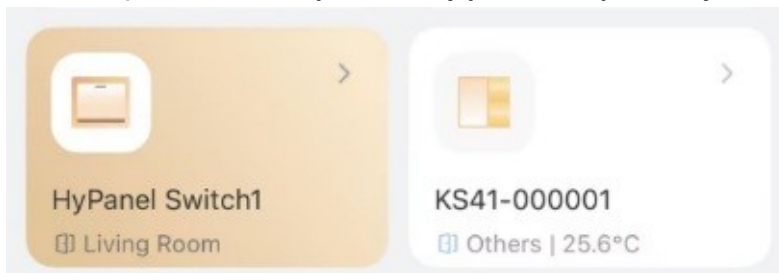 HyPanel Switch1
Living Room
KS41-000001
Others | 25.6°C